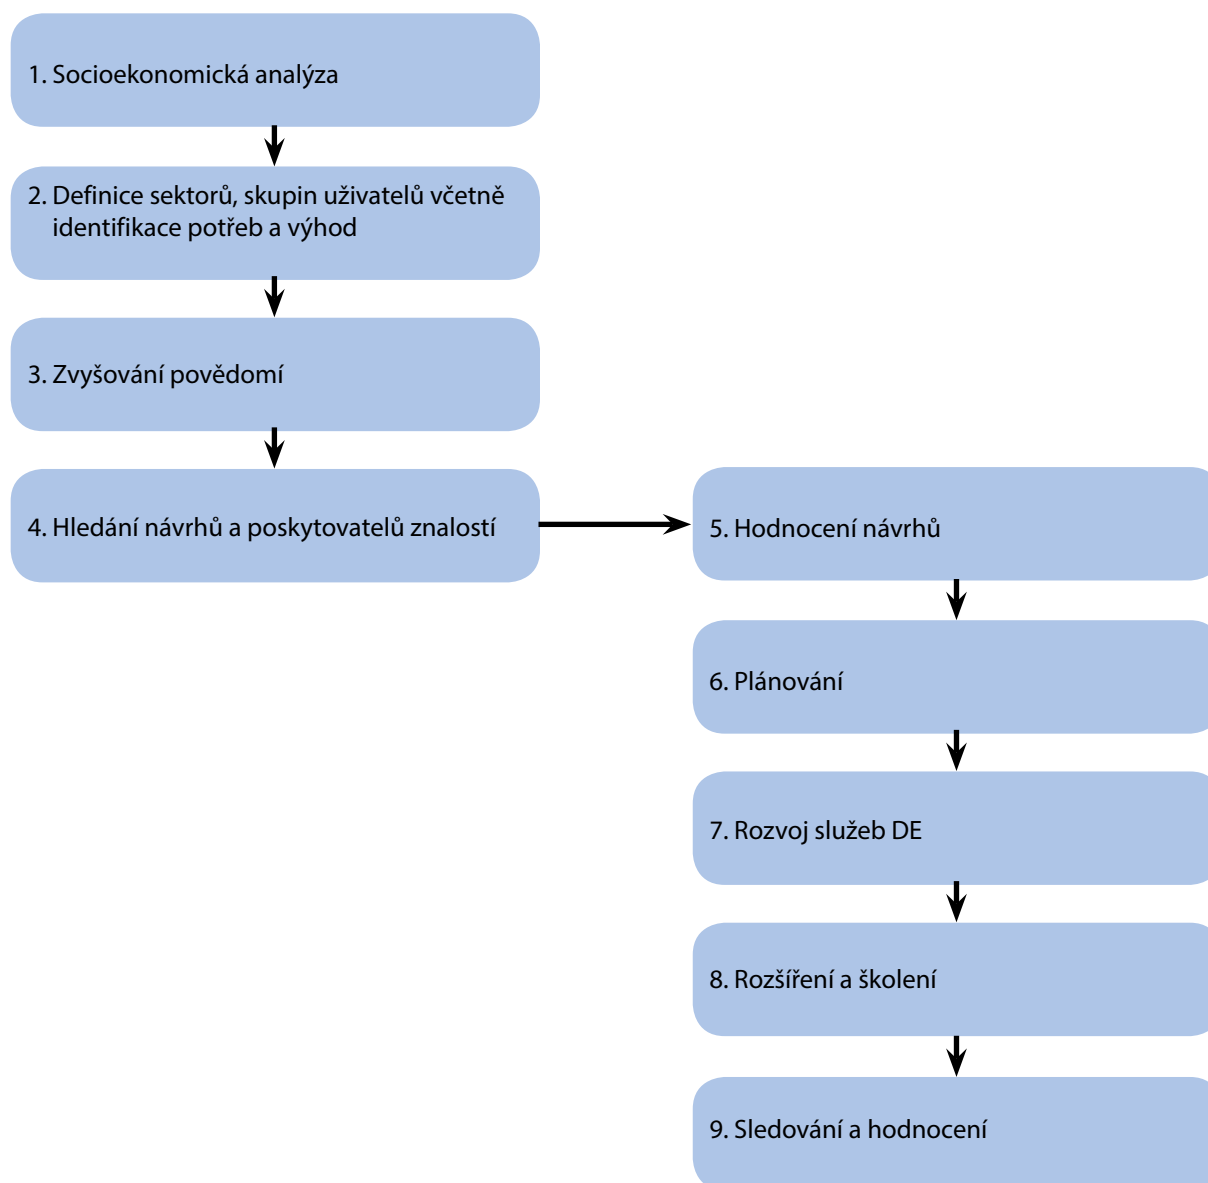 1. Socioekonomická analýza
2. Definice sektorů, skupin uživatelů včetně
identifikace potřeb a výhod
3. Zvyšování povědomí
4. Hledání návrhů a poskytovatelů znalostí
5. Hodnocení návrhů
6. Plánování
7. Rozvoj služeb DE
8. Rozšíření a školení
9. Sledování a hodnocení